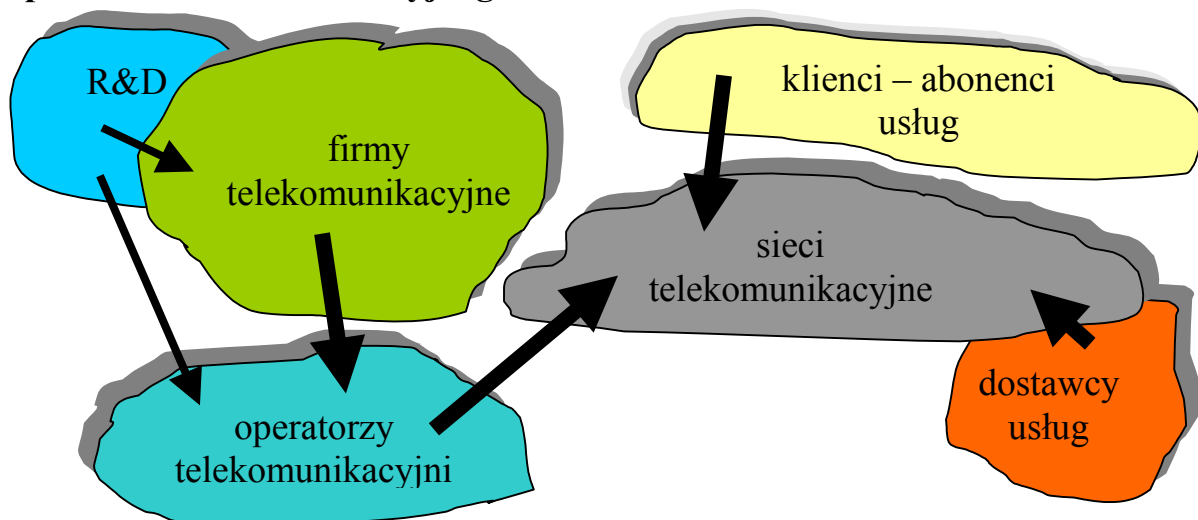 R&D
firmy
telekomunikacyjne
klienci – abonenci
usług
sieci
telekomunikacyjne
dostawcy
usług
operatorzy
telekomunikacyjni